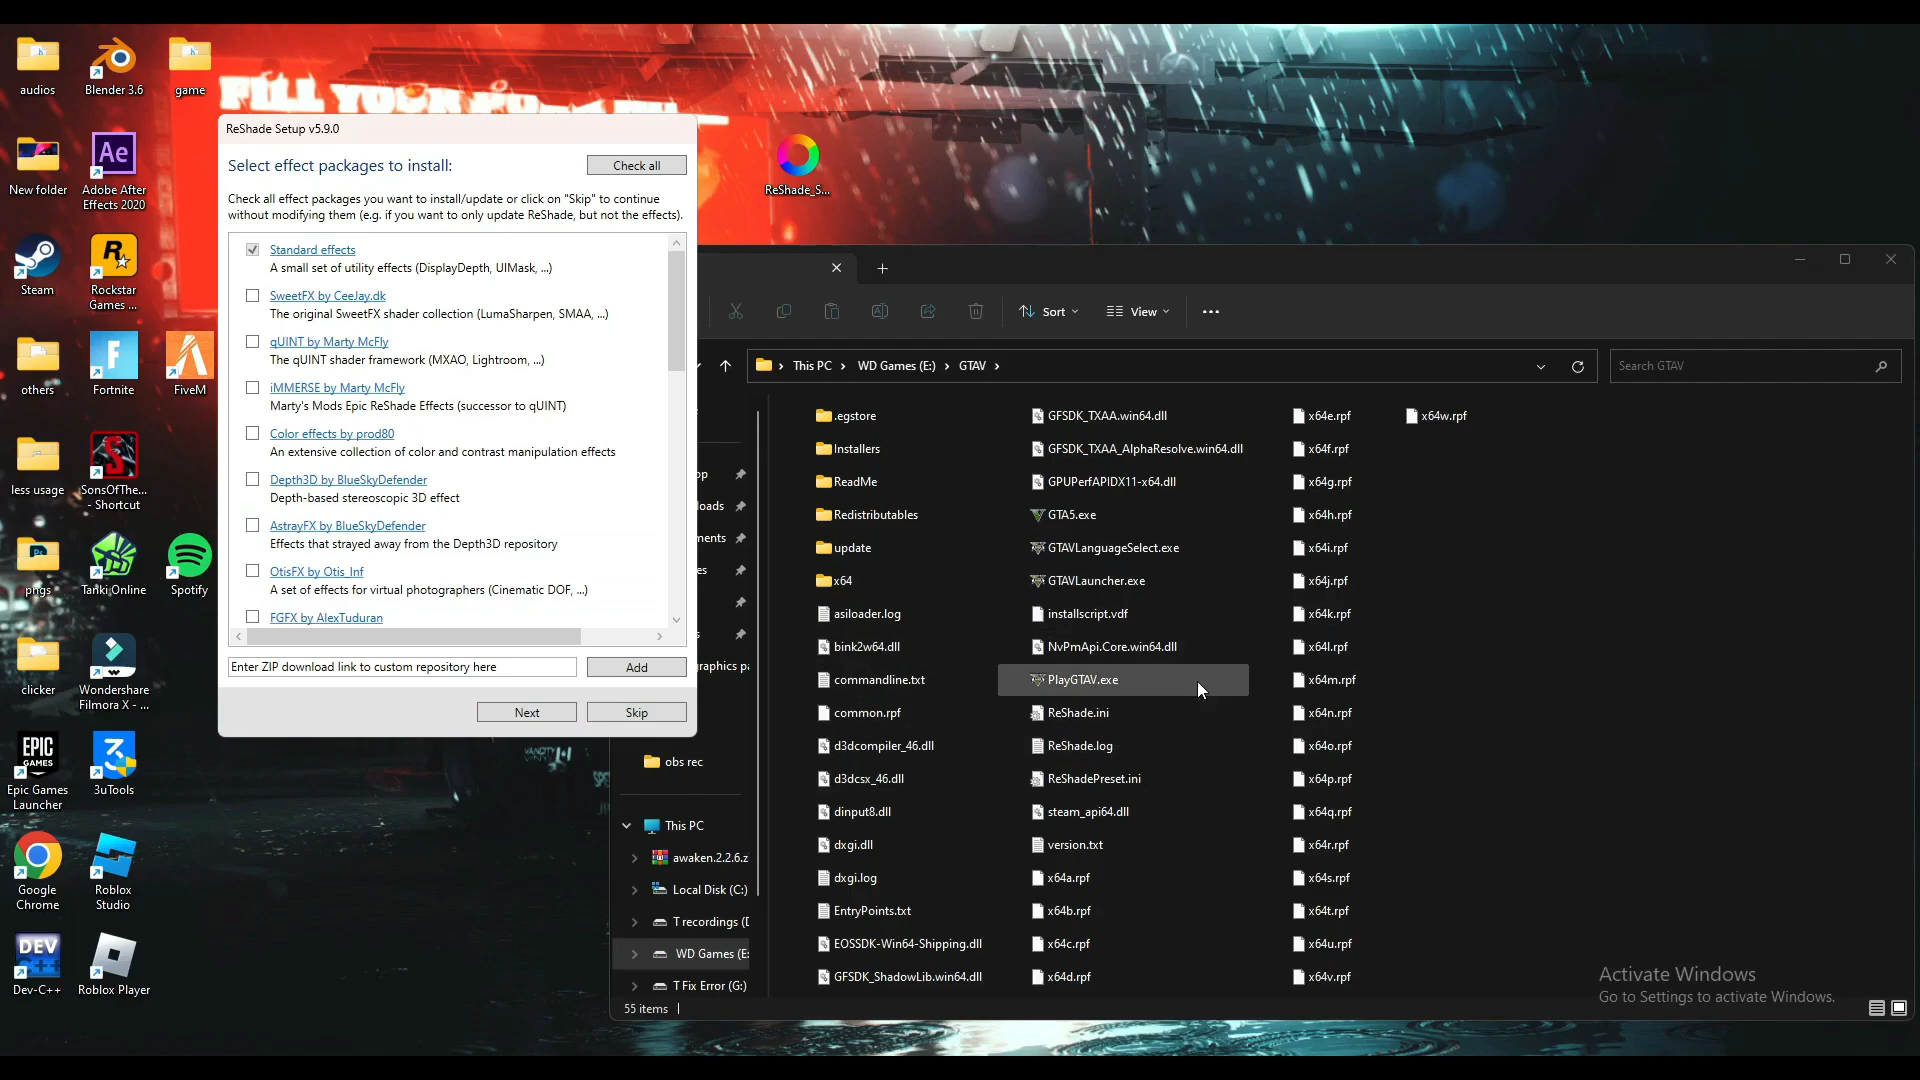 audios
Blender 3.6
game
New folder
Adobe After
Effects 2020
Ae
Steam
Rockstar
Games ...
others
Fortnite
FiveM
less usage
SonsOfThe...
- Shortcut
pngs
Tanki Online
Spotify
clicker
Wondershare
Filmora X - ...
EPIC
GAMES
Epic Games
Launcher
3uTools
Google
Chrome
Roblox
Studio
DEV
C++
Dev-C++
Roblox Player
ReShade_S...
ReShade Setup v5.9.0
Select effect packages to install:
Check all
Check all effect packages you want to install/update or click on "Skip" to continue
without modifying them (e.g. if you want to only update ReShade, but not the effects).
Standard effects
A small set of utility effects (DisplayDepth, UIMask, ...)
SweetFX by CeeJay.dk
The original SweetFX shader collection (LumaSharpen, SMAA, ...)
qUINT by Marty McFly
The qUINT shader framework (MXAO, Lightroom, ...)
iMMERSE by Marty McFly
Marty's Mods Epic ReShade Effects (successor to qUINT)
Color effects by prod80
An extensive collection of color and contrast manipulation effects
Depth3D by BlueSkyDefender
Depth-based stereoscopic 3D effect
AstrayFX by BlueSkyDefender
Effects that strayed away from the Depth3D repository
OtisFX by Otis_Inf
A set of effects for virtual photographers (Cinematic DOF, ...)
FGFX by AlexTuduran
Enter ZIP download link to custom repository here
Add
Next
Skip
Sort
View
This PC > WD Games (E:) > GTAV >
Search GTAV
op
loads
ments
es
s
raphics pa
obs rec
This PC
awaken.2.2.6.z
Local Disk (C:)
T recordings (D
WD Games (E:
T Fix Error (G:)
.egstore
Installers
ReadMe
Redistributables
update
x64
asiloader.log
bink2w64.dll
commandline.txt
common.rpf
d3dcompiler_46.dll
d3dcsx_46.dll
dinput8.dll
dxgi.dll
dxgi.log
EntryPoints.txt
EOSSDK-Win64-Shipping.dll
GFSDK_ShadowLib.win64.dll
GFSDK_TXAA.win64.dll
GFSDK_TXAA_AlphaResolve.win64.dll
GPUPerfAPIDX11-x64.dll
GTA5.exe
GTAVLanguageSelect.exe
GTAVLauncher.exe
installscript.vdf
NvPmApi.Core.win64.dll
PlayGTAV.exe
ReShade.ini
ReShade.log
ReShadePreset.ini
steam_api64.dll
version.txt
x64a.rpf
x64b.rpf
x64c.rpf
x64d.rpf
x64e.rpf
x64f.rpf
x64g.rpf
x64h.rpf
x64i.rpf
x64j.rpf
x64k.rpf
x64l.rpf
x64m.rpf
x64n.rpf
x64o.rpf
x64p.rpf
x64q.rpf
x64r.rpf
x64s.rpf
x64t.rpf
x64u.rpf
x64v.rpf
x64w.rpf
55 items
Activate Windows
Go to Settings to activate Windows.